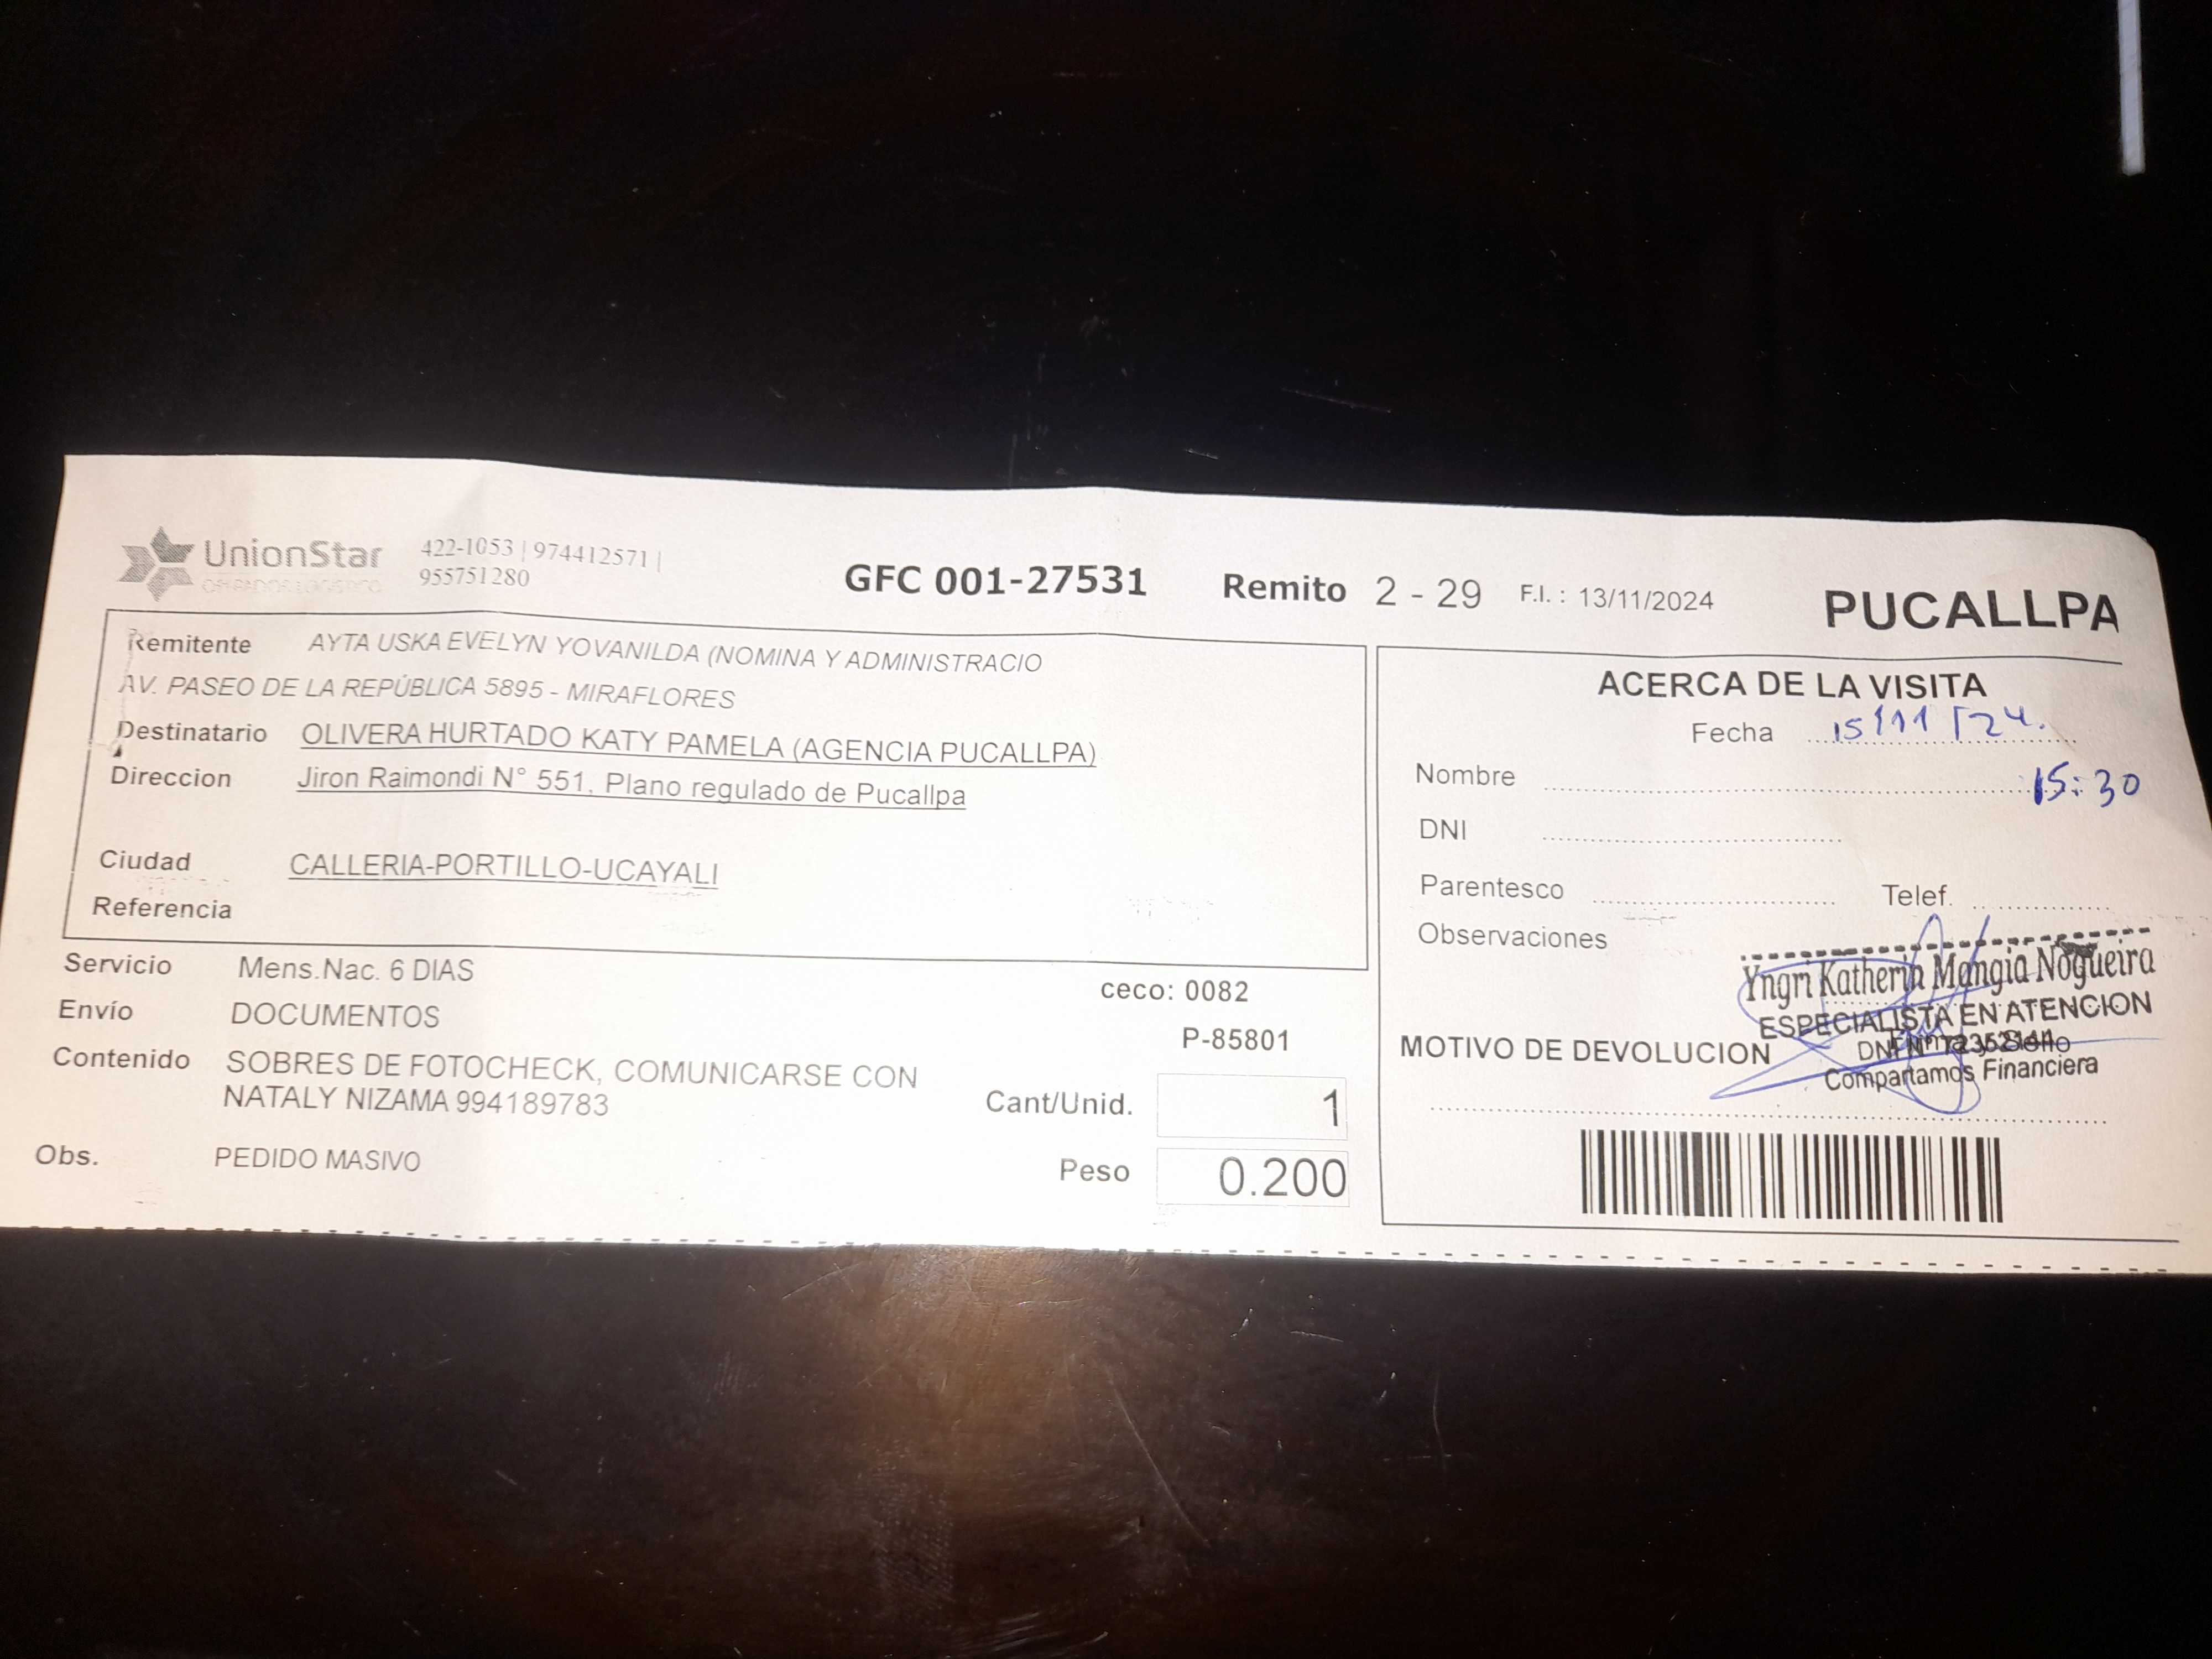 UnionStar
OPERADOR LOGISTICO
422-1053 | 974412571 |
955751280
GFC 001-27531
Remito 2 - 29
F.I. : 13/11/2024
PUCALLPA
Remitente AYTA USKA EVELYN YOVANILDA (NOMINA Y ADMINISTRACIO
AV. PASEO DE LA REPÚBLICA 5895 - MIRAFLORES
Destinatario OLIVERA HURTADO KATY PAMELA (AGENCIA PUCALLPA)
Direccion Jiron Raimondi N° 551, Plano regulado de Pucallpa
Ciudad CALLERIA-PORTILLO-UCAYALI
Referencia
Servicio Mens.Nac. 6 DIAS
Envío DOCUMENTOS
Contenido SOBRES DE FOTOCHECK, COMUNICARSE CON
NATALY NIZAMA 994189783
Obs. PEDIDO MASIVO
ceco: 0082
P-85801
Cant/Unid. 1
Peso 0.200
ACERCA DE LA VISITA
Fecha 15/11/24.
Nombre 15:30
DNI
Parentesco Telef.
Observaciones
Yngri Katherin Mangia Nogueira
ESPECIALISTA EN ATENCION
DNI N°
Compartamos Financiera
MOTIVO DE DEVOLUCION